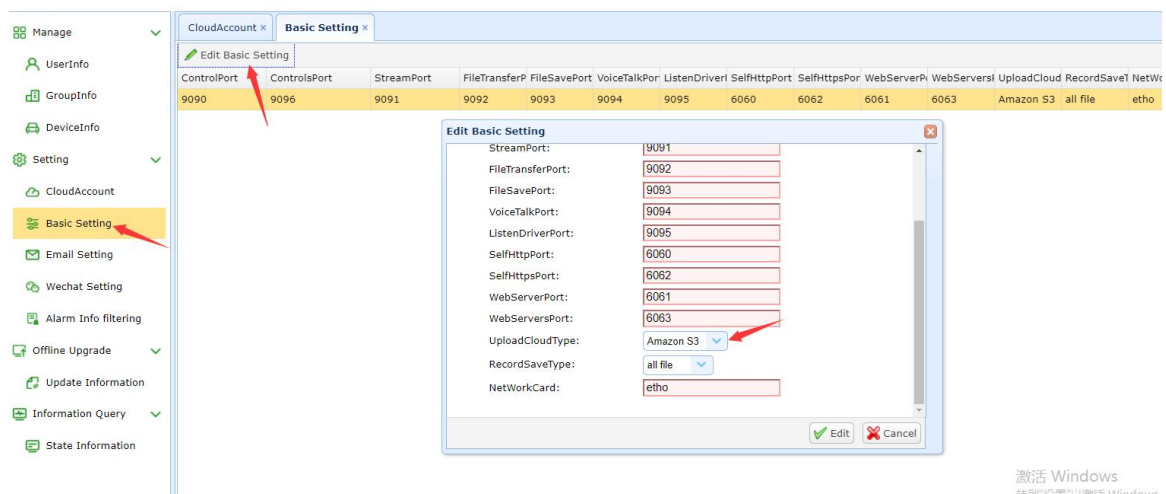 Manage
UserInfo
GroupInfo
DeviceInfo
Setting
CloudAccount
Basic Setting
Email Setting
Wechat Setting
Alarm Info filtering
Offline Upgrade
Update Information
Information Query
State Information
CloudAccount × Basic Setting ×
Edit Basic Setting
ControlPort ControlsPort StreamPort FileTransferP FileSavePort VoiceTalkPor ListenDriverI SelfHttpPort SelfHttpsPor WebServerP WebServersI UploadCloud RecordSaveT NetWo
9090 9096 9091 9092 9093 9094 9095 6060 6062 6061 6063 Amazon S3 all file etho
Edit Basic Setting
StreamPort: 9091
FileTransferPort: 9092
FileSavePort: 9093
VoiceTalkPort: 9094
ListenDriverPort: 9095
SelfHttpPort: 6060
SelfHttpsPort: 6062
WebServerPort: 6061
WebServersPort: 6063
UploadCloudType: Amazon S3
RecordSaveType: all file
NetWorkCard: etho
Edit Cancel
激活 Windows